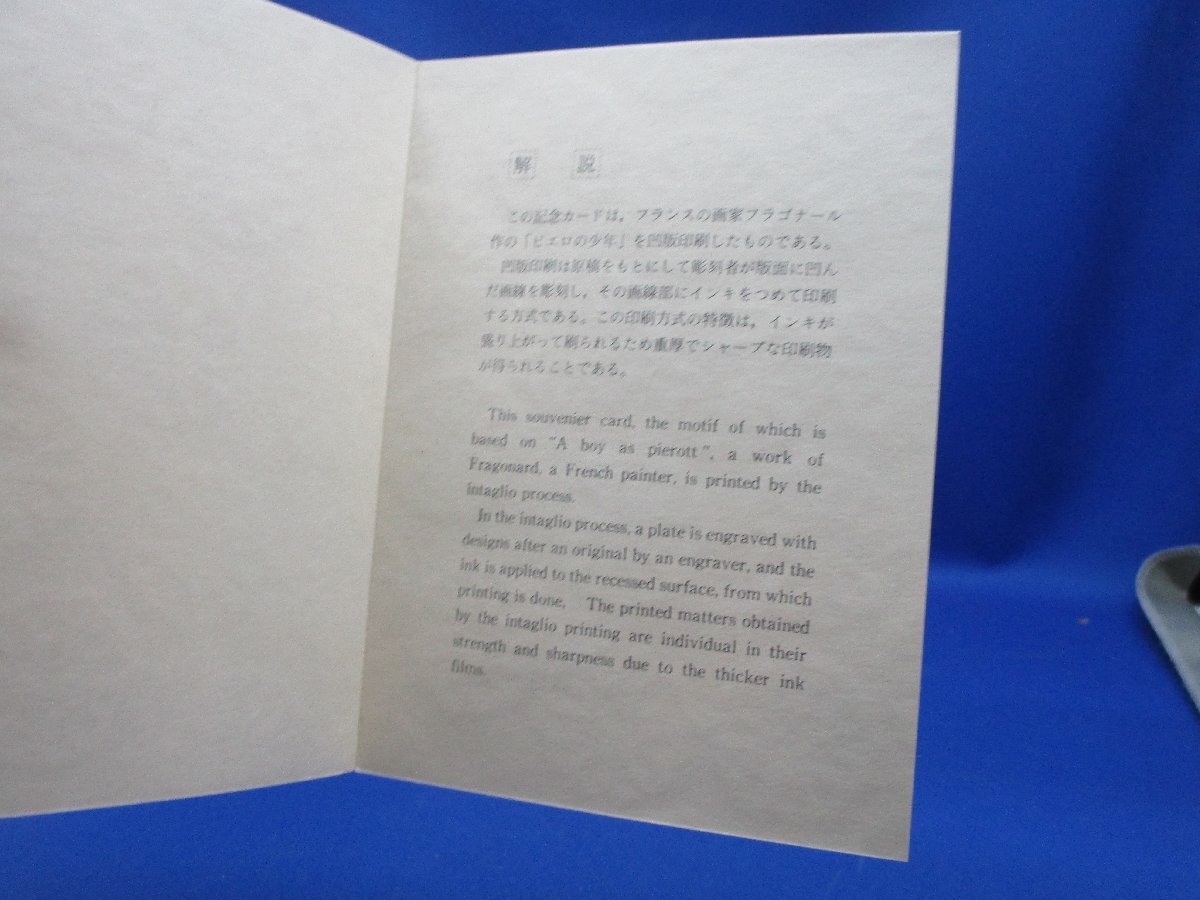 解 説
この記念カードは，フランスの画家フラゴナール
作の「ピエロの少年」を凹版印刷したものである。
凹版印刷は原稿をもとにして彫刻者が版面に凹ん
だ画線を彫刻し，その画線部にインキをつめて印刷
する方式である。この印刷方式の特徴は，インキが
盛り上がって刷られるため重厚でシャープな印刷物
が得られることである。
This souvenier card, the motif of which is
based on "A boy as pierott", a work of
Fragonard, a French painter, is printed by the
intaglio process.
In the intaglio process, a plate is engraved with
designs after an original by an engraver, and the
ink is applied to the recessed surface, from which
printing is done. The printed matters obtained
by the intaglio printing are individual in their
strength and sharpness due to the thicker ink
films.